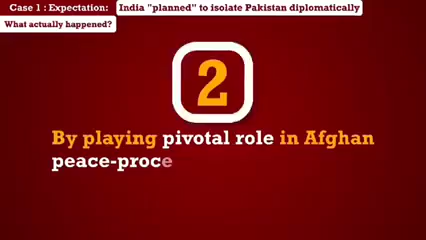 Case 1 : Expectation: India "planned" to isolate Pakistan diplomatically
What actually happened?
2
By playing pivotal role in Afghan
peace-proce